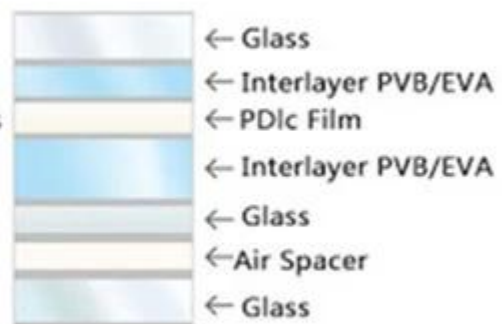 ← Glass
← Interlayer PVB/EVA
← PDlc Film
← Interlayer PVB/EVA
← Glass
←Air Spacer
← Glass